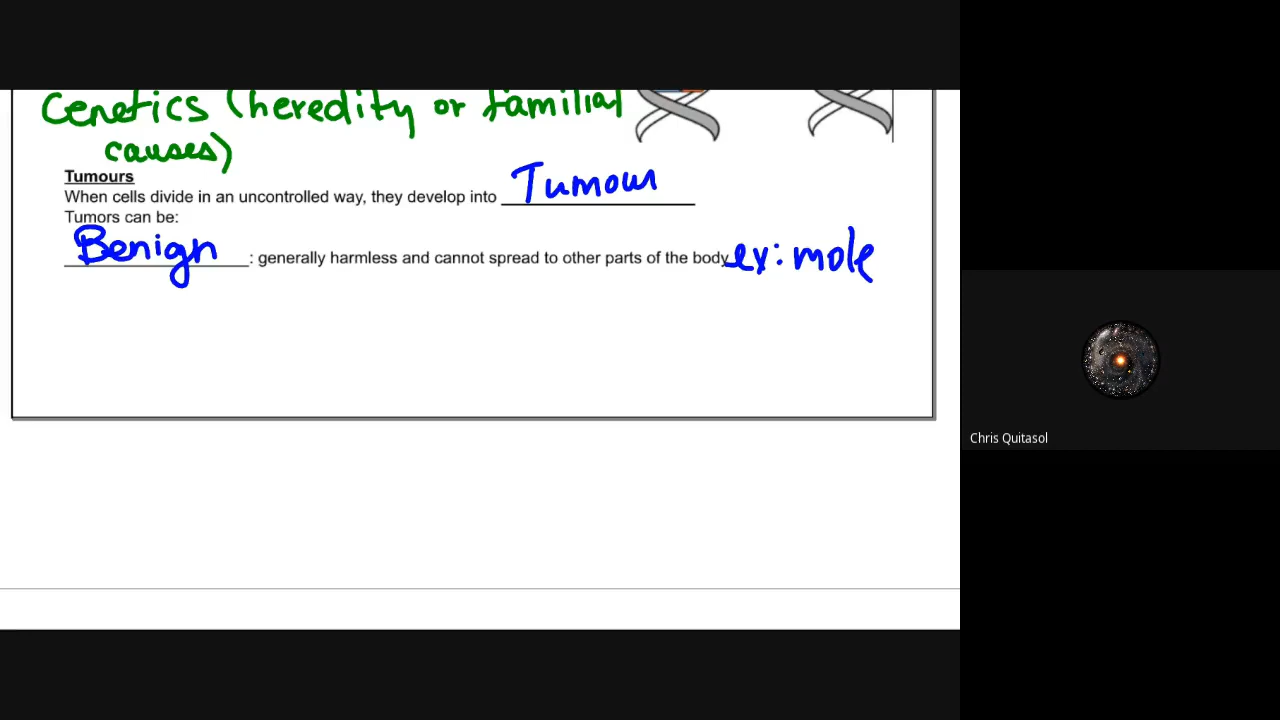 Genetics (heredity or familial
causes)
Tumours
When cells divide in an uncontrolled way, they develop into Tumour
Tumors can be:
Benign : generally harmless and cannot spread to other parts of the body ex: mole
Chris Quitasol